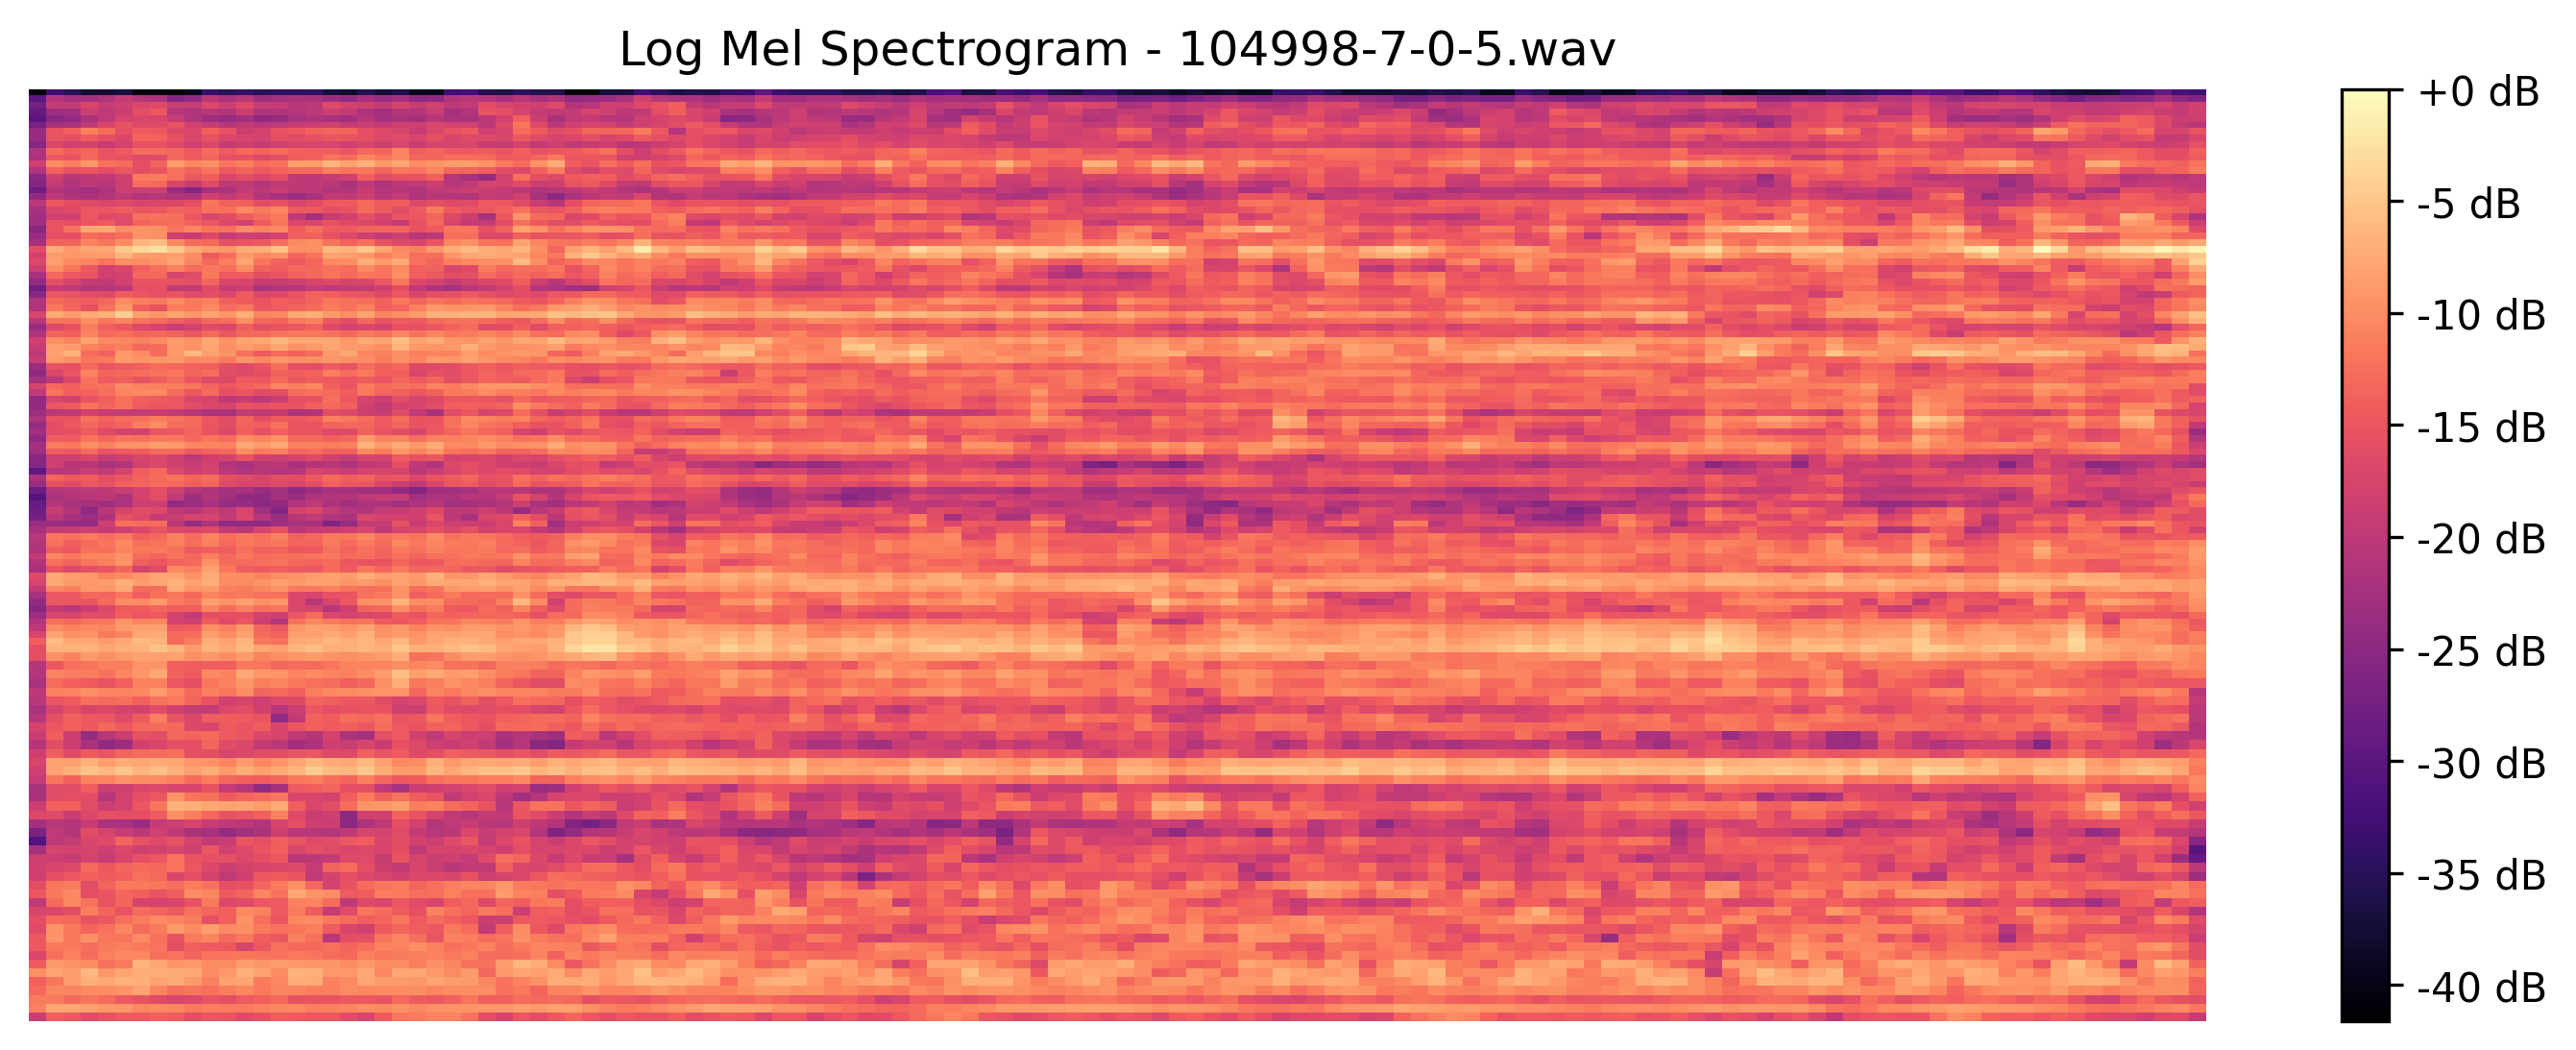 Log Mel Spectrogram - 104998-7-0-5.wav
+0 dB
-5 dB
-10 dB
-15 dB
-20 dB
-25 dB
-30 dB
-35 dB
-40 dB